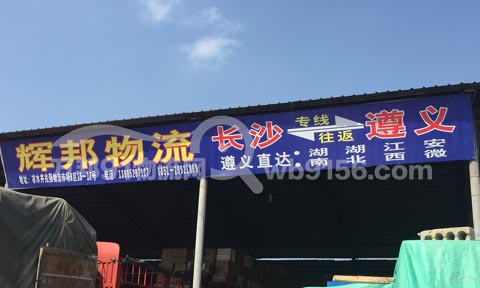 辉邦物流 长沙 专线 往返 遵义
遵义直达：湖南 湖北 江西 安徽
wb9156.com